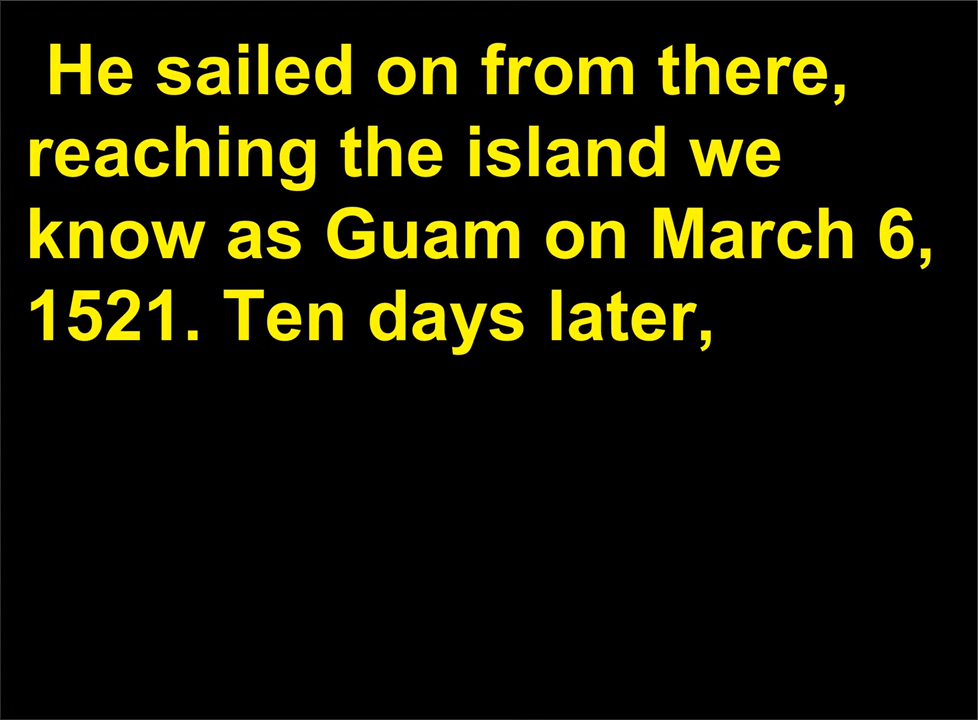 He sailed on from there,
reaching the island we
know as Guam on March 6,
1521. Ten days later,